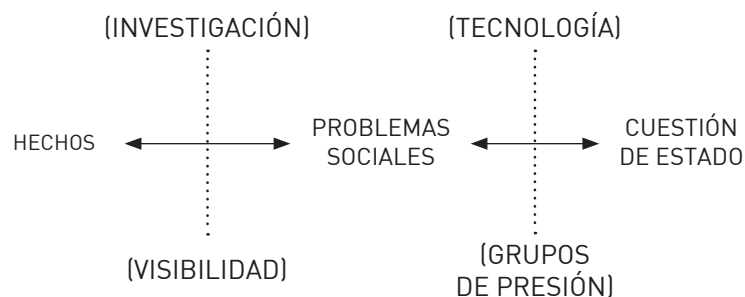 (INVESTIGACIÓN)
(TECNOLOGÍA)
HECHOS
PROBLEMAS
SOCIALES
CUESTIÓN
DE ESTADO
(VISIBILIDAD)
(GRUPOS
DE PRESIÓN)